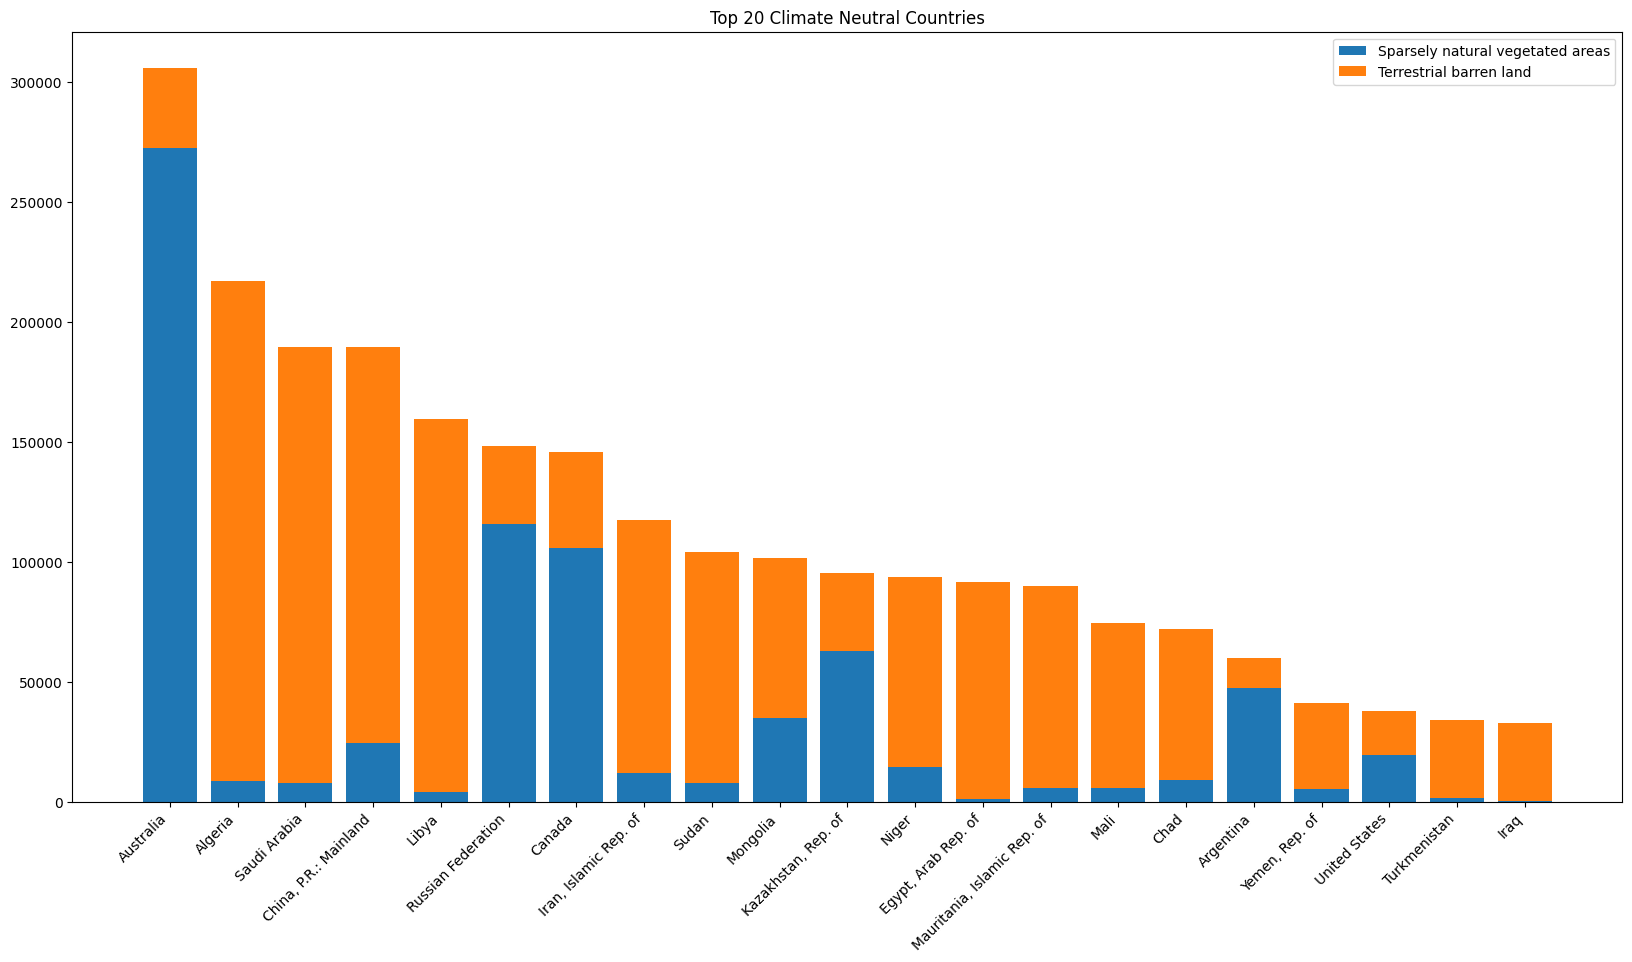 Top 20 Climate Neutral Countries
Sparsely natural vegetated areas
Terrestrial barren land
300000
250000
200000
150000
100000
50000
0
Australia
Algeria
Saudi Arabia
China, P.R.: Mainland
Libya
Russian Federation
Canada
Iran, Islamic Rep. of
Sudan
Mongolia
Kazakhstan, Rep. of
Niger
Egypt, Arab Rep. of
Mauritania, Islamic Rep. of
Mali
Chad
Argentina
Yemen, Rep. of
United States
Turkmenistan
Iraq